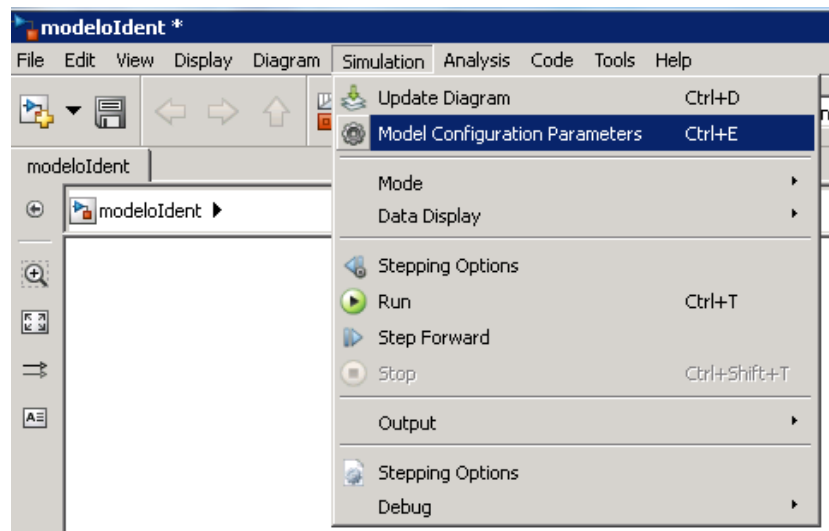 modeloIdent *
File Edit View Display Diagram Simulation Analysis Code Tools Help
Update Diagram Ctrl+D
Model Configuration Parameters Ctrl+E
modeloIdent
Mode
modeloIdent
Data Display
Stepping Options
Run Ctrl+T
Step Forward
Stop Ctrl+Shift+T
Output
Stepping Options
Debug